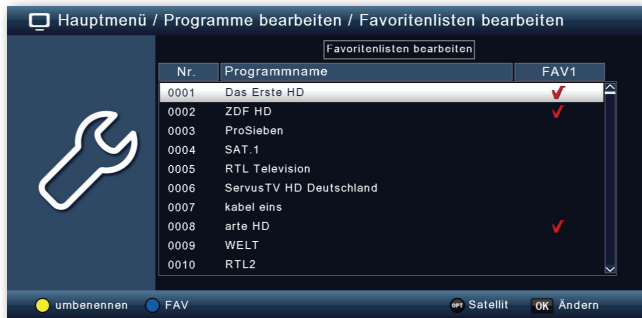 Hauptmenü / Programme bearbeiten / Favoritenlisten bearbeiten
Favoritenlisten bearbeiten
Nr. Programmname FAV1
0001 Das Erste HD
0002 ZDF HD
0003 ProSieben
0004 SAT.1
0005 RTL Television
0006 ServusTV HD Deutschland
0007 kabel eins
0008 arte HD
0009 WELT
0010 RTL2
umbenennen FAV OPT Satellit OK Ändern